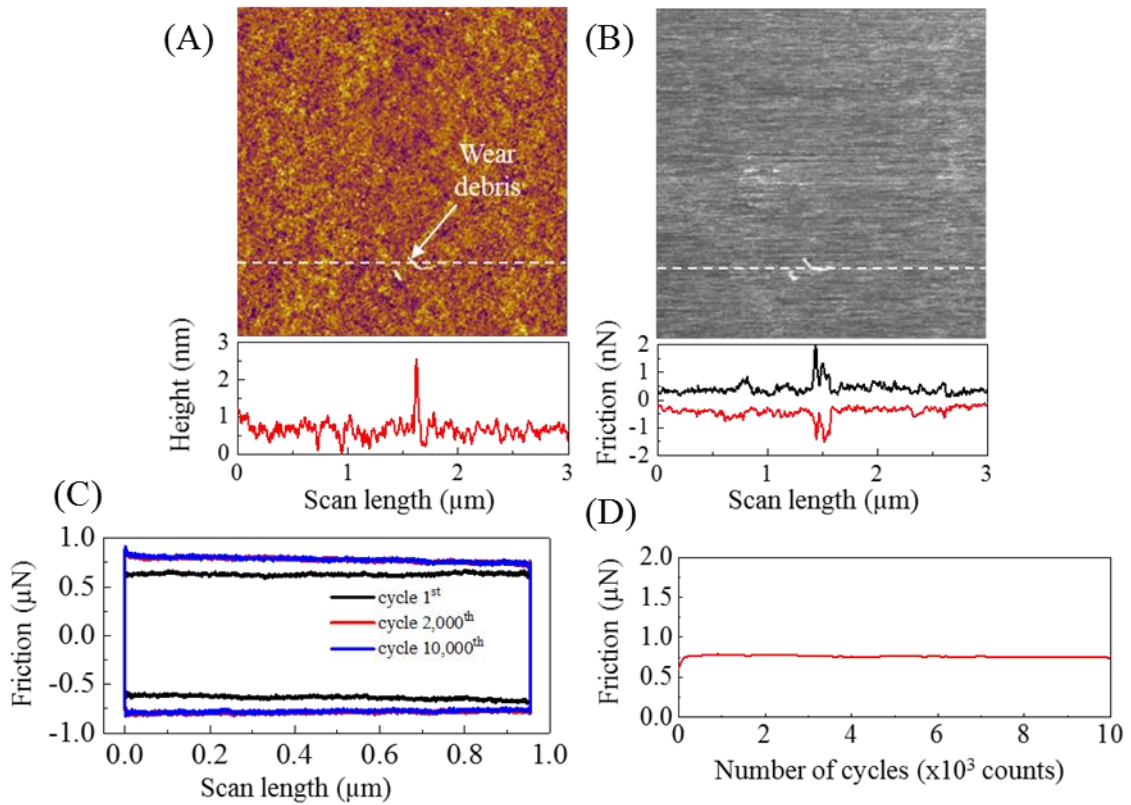 (A)
Wear
debris
Height (nm)
3
2
1
0
0
1
2
3
Scan length (µm)
(B)
Friction (nN)
2
1
0
-1
-2
0
1
2
3
Scan length (µm)
(C)
Friction (µN)
1.0
0.5
0.0
-0.5
-1.0
cycle 1st
cycle 2,000th
cycle 10,000th
0.0
0.2
0.4
0.6
0.8
1.0
Scan length (µm)
(D)
Friction (µN)
2.0
1.5
1.0
0.5
0.0
0
2
4
6
8
10
Number of cycles (x10³ counts)